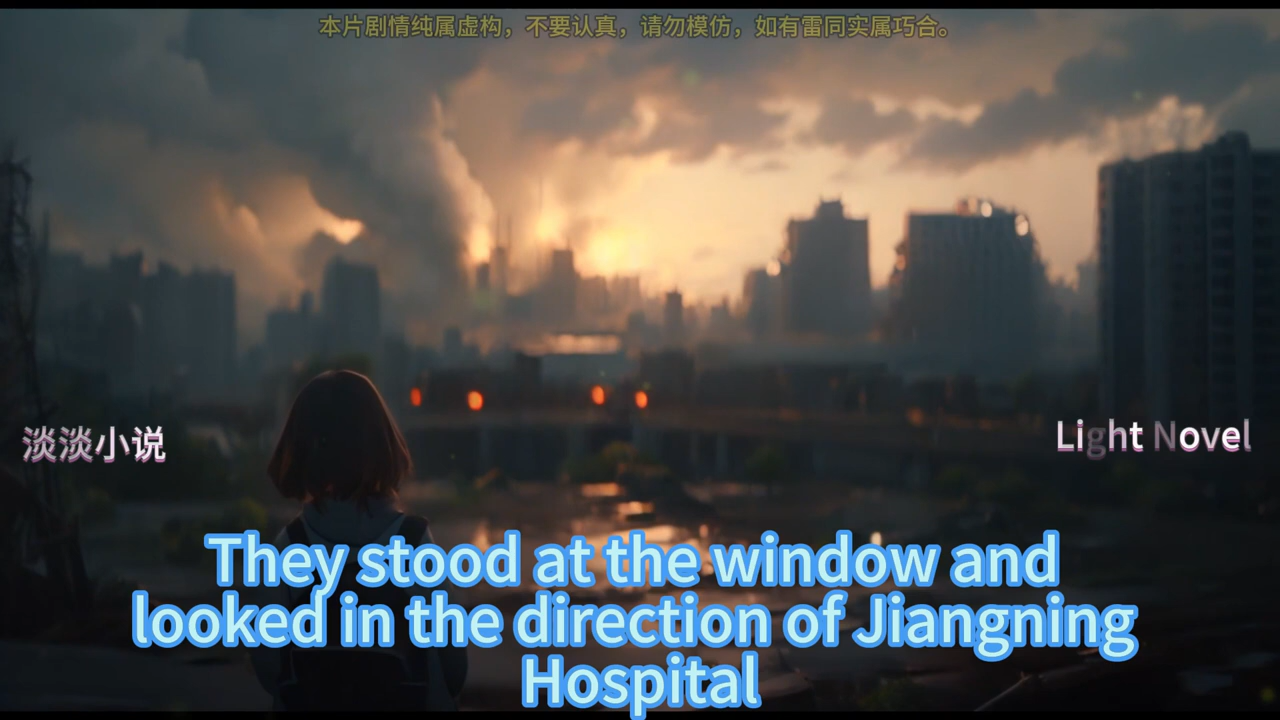 本片剧情纯属虚构，不要认真，请勿模仿，如有雷同实属巧合。
淡淡小说
Light Novel
They stood at the window and
looked in the direction of Jiangning
Hospital